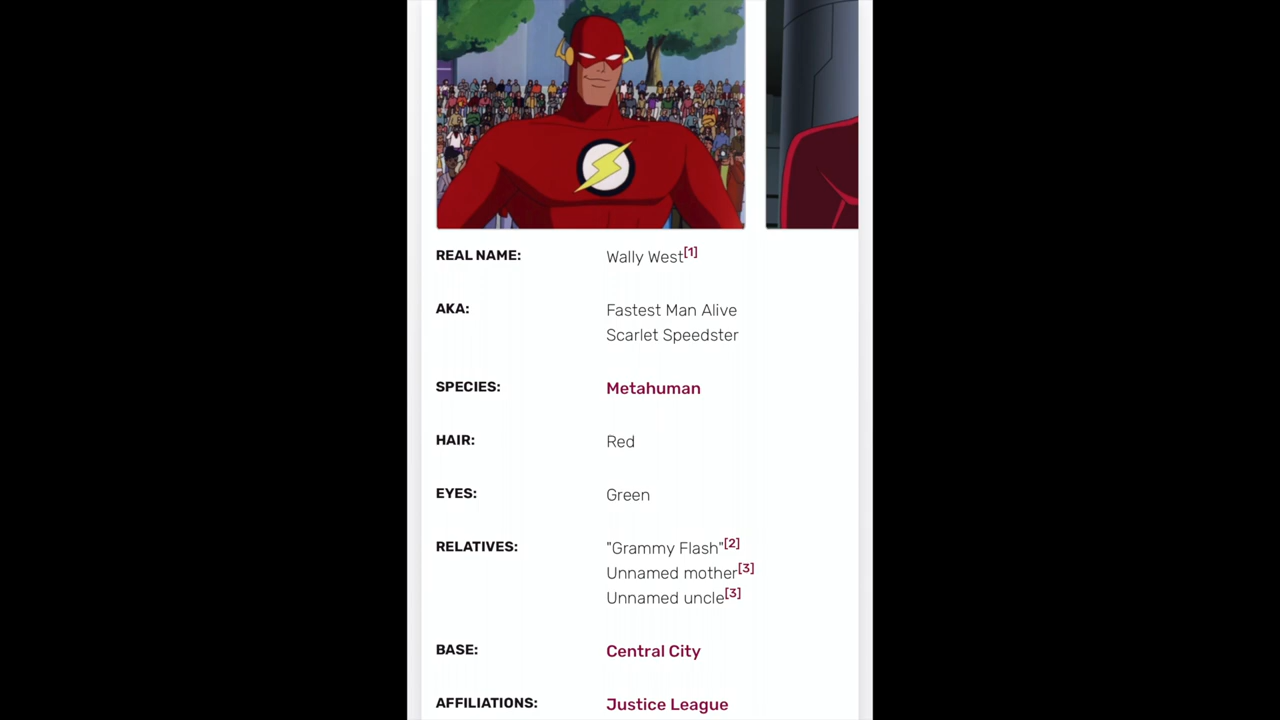 REAL NAME: Wally West[1]
AKA: Fastest Man Alive
Scarlet Speedster
SPECIES: Metahuman
HAIR: Red
EYES: Green
RELATIVES: "Grammy Flash"[2]
Unnamed mother[3]
Unnamed uncle[3]
BASE: Central City
AFFILIATIONS: Justice League